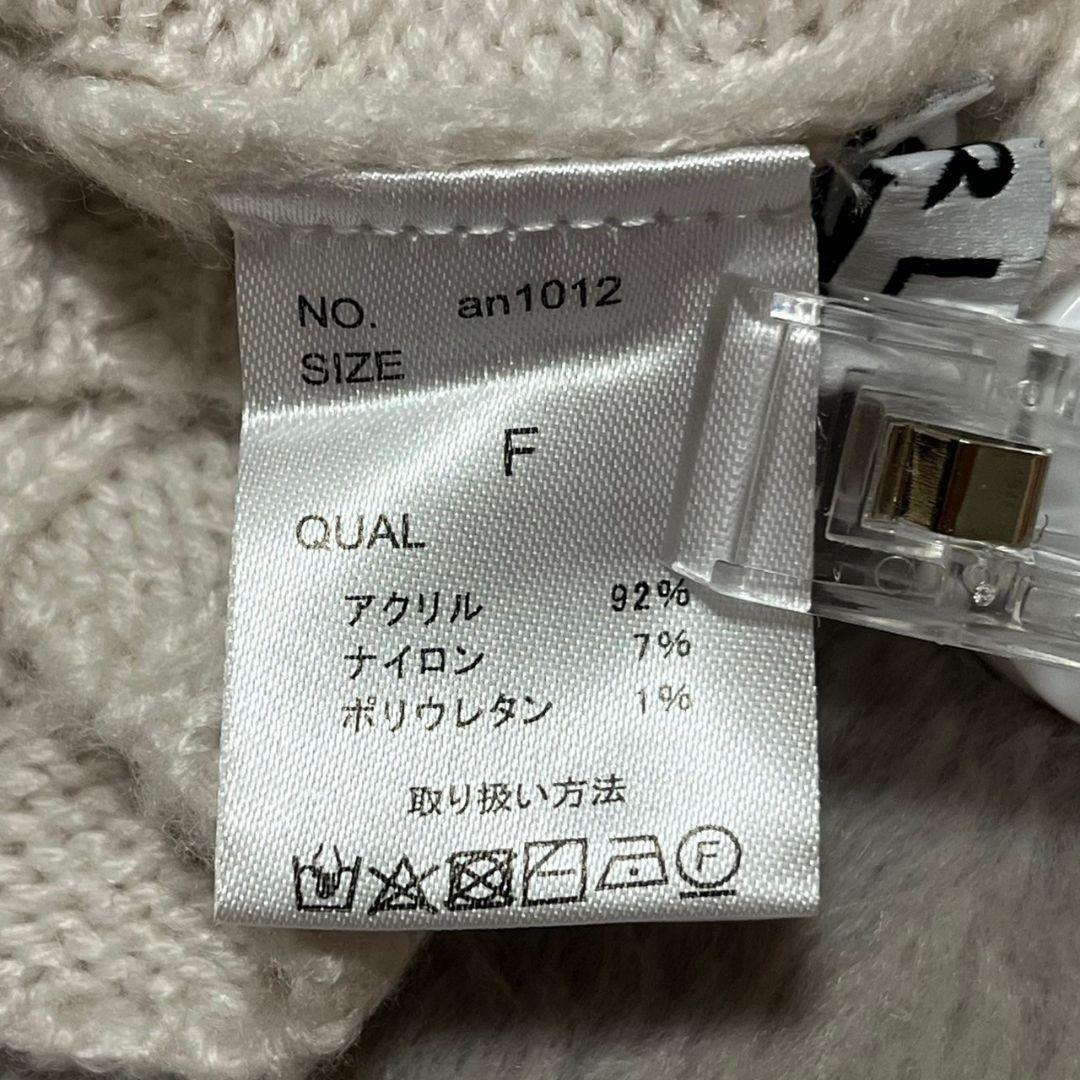 NO. an1012
SIZE
F
QUAL
アクリル 92%
ナイロン 7%
ポリウレタン 1%
取り扱い方法
F